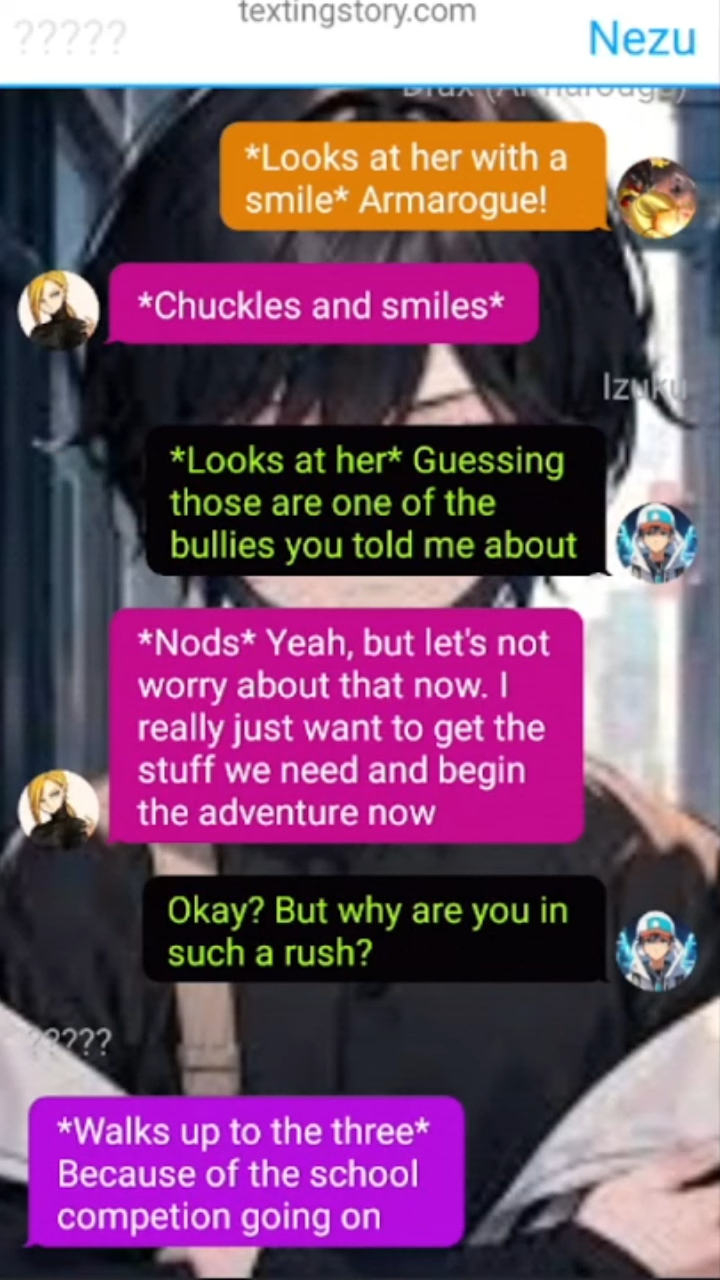 textingstory.com
?????
Nezu
Brax (Armarouge)
*Looks at her with a
smile* Armarogue!
*Chuckles and smiles*
Izuku
*Looks at her* Guessing
those are one of the
bullies you told me about
*Nods* Yeah, but let's not
worry about that now. I
really just want to get the
stuff we need and begin
the adventure now
Okay? But why are you in
such a rush?
?????
*Walks up to the three*
Because of the school
competion going on